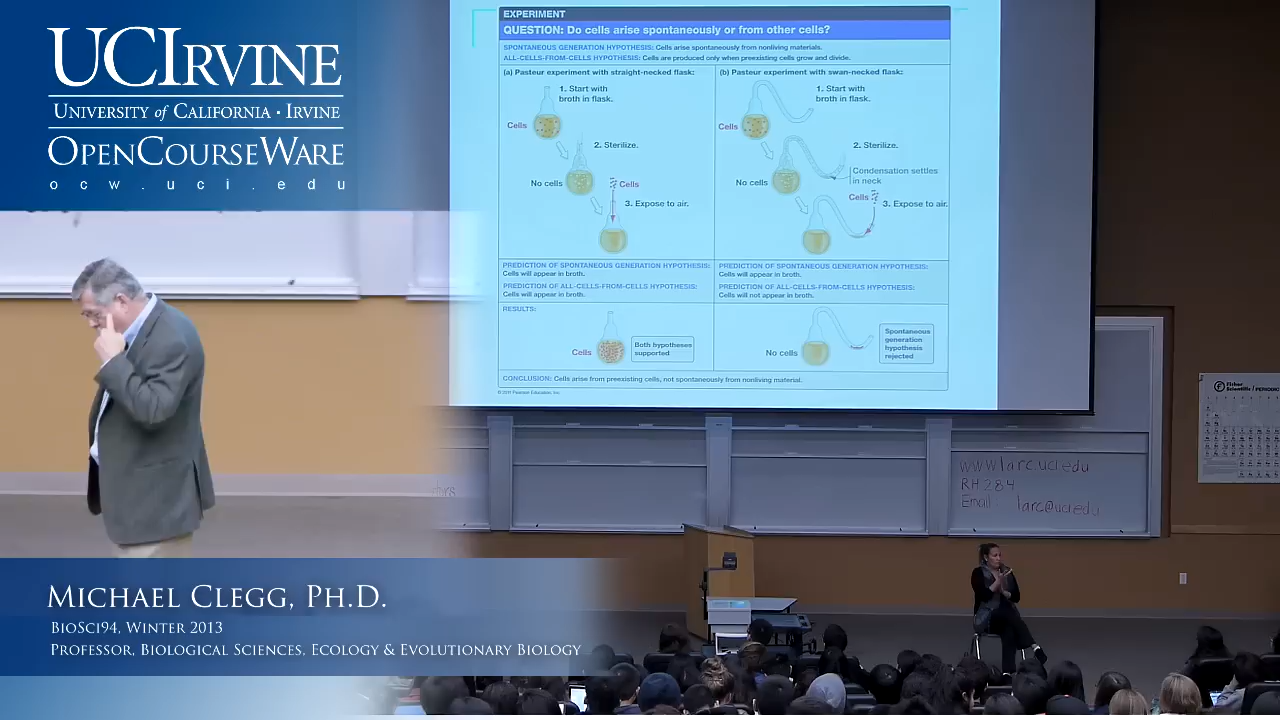 UCIRVINE
UNIVERSITY of CALIFORNIA · IRVINE
OPENCOURSEWARE
ocw.uci.edu
EXPERIMENT
QUESTION: Do cells arise spontaneously or from other cells?
SPONTANEOUS GENERATION HYPOTHESIS: Cells arise spontaneously from nonliving materials.
ALL-CELLS-FROM-CELLS HYPOTHESIS: Cells are produced only when preexisting cells grow and divide.
(a) Pasteur experiment with straight-necked flask:
1. Start with
broth in flask.
Cells
2. Sterilize.
No cells
Cells
3. Expose to air.
PREDICTION OF SPONTANEOUS GENERATION HYPOTHESIS:
Cells will appear in broth.
PREDICTION OF ALL-CELLS-FROM-CELLS HYPOTHESIS:
Cells will appear in broth.
RESULTS:
Cells
Both hypotheses
supported
(b) Pasteur experiment with swan-necked flask:
1. Start with
broth in flask.
Cells
2. Sterilize.
No cells
Condensation settles
in neck
Cells
3. Expose to air.
PREDICTION OF SPONTANEOUS GENERATION HYPOTHESIS:
Cells will appear in broth.
PREDICTION OF ALL-CELLS-FROM-CELLS HYPOTHESIS:
Cells will not appear in broth.
No cells
Spontaneous
generation
hypothesis
rejected
CONCLUSION: Cells arise from preexisting cells, not spontaneously from nonliving material.
© 2011 Pearson Education, Inc.
Fisher
Scientific / PERIODIC
www.larc.uci.edu
RH 284
Email larc@uci.edu
MICHAEL CLEGG, PH.D.
BIOSCI94, WINTER 2013
PROFESSOR, BIOLOGICAL SCIENCES, ECOLOGY & EVOLUTIONARY BIOLOGY